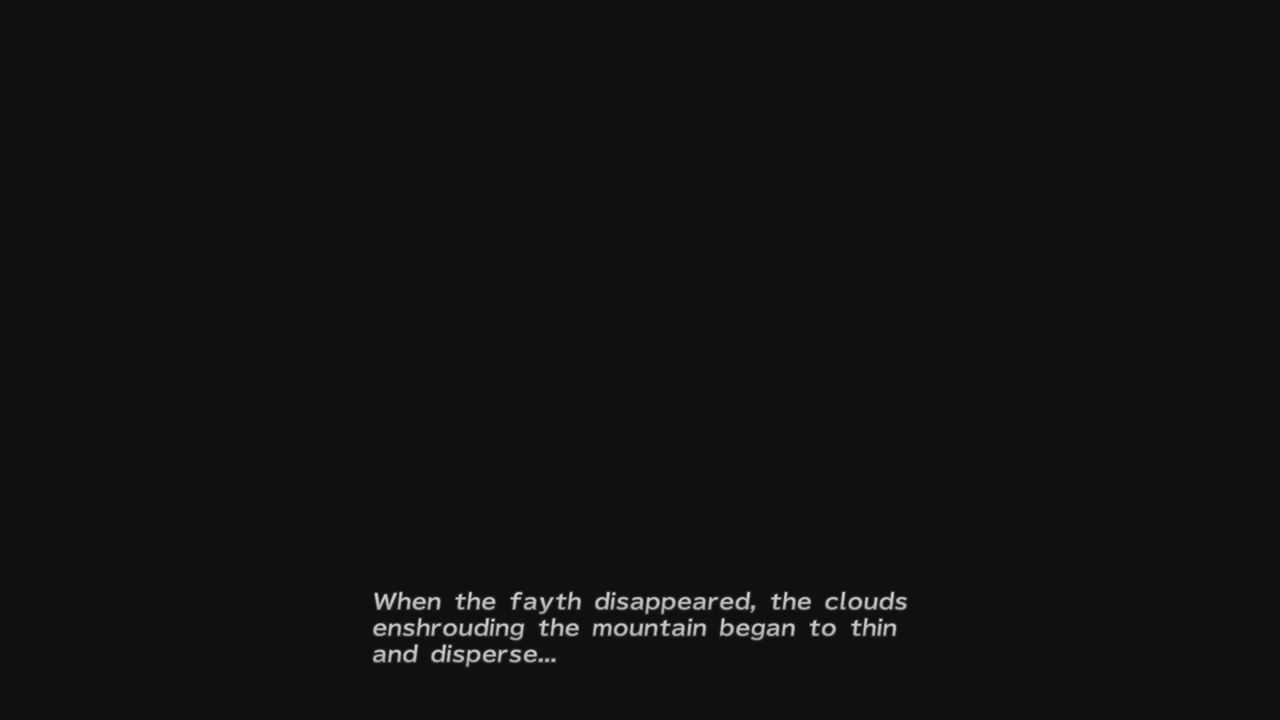 When the fayth disappeared, the clouds
enshrouding the mountain began to thin
and disperse...